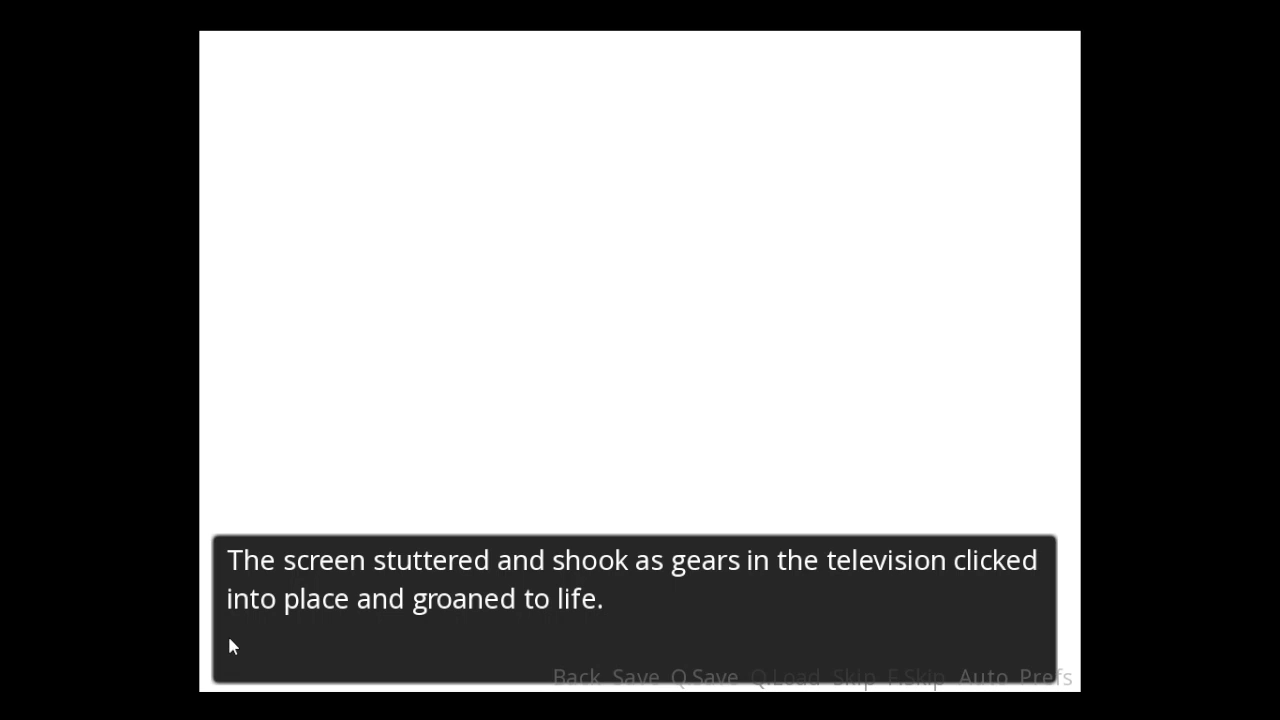 The screen stuttered and shook as gears in the television clicked
into place and groaned to life.
Back Save Q.Save Q.Load Skip F.Skip Auto Prefs